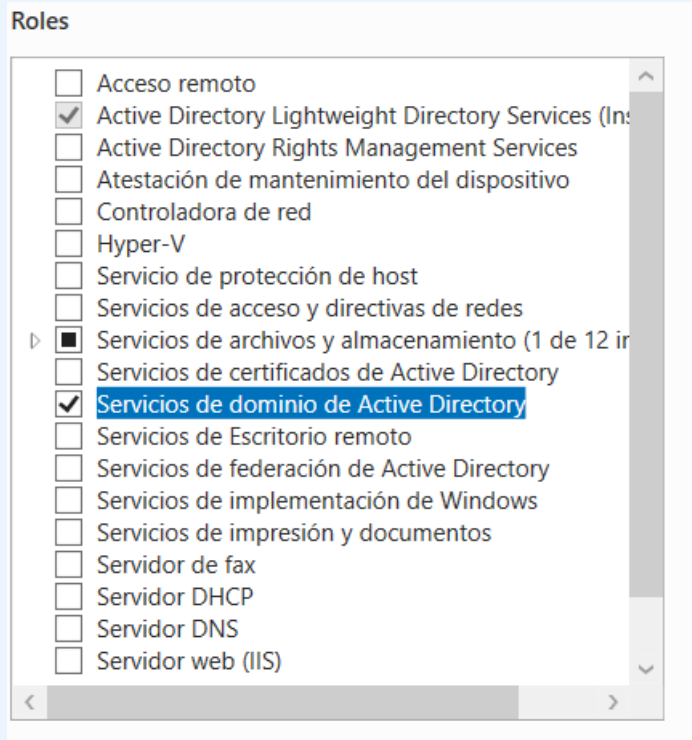 Roles
Acceso remoto
Active Directory Lightweight Directory Services (Ins
Active Directory Rights Management Services
Atestación de mantenimiento del dispositivo
Controladora de red
Hyper-V
Servicio de protección de host
Servicios de acceso y directivas de redes
Servicios de archivos y almacenamiento (1 de 12 in
Servicios de certificados de Active Directory
Servicios de dominio de Active Directory
Servicios de Escritorio remoto
Servicios de federación de Active Directory
Servicios de implementación de Windows
Servicios de impresión y documentos
Servidor de fax
Servidor DHCP
Servidor DNS
Servidor web (IIS)